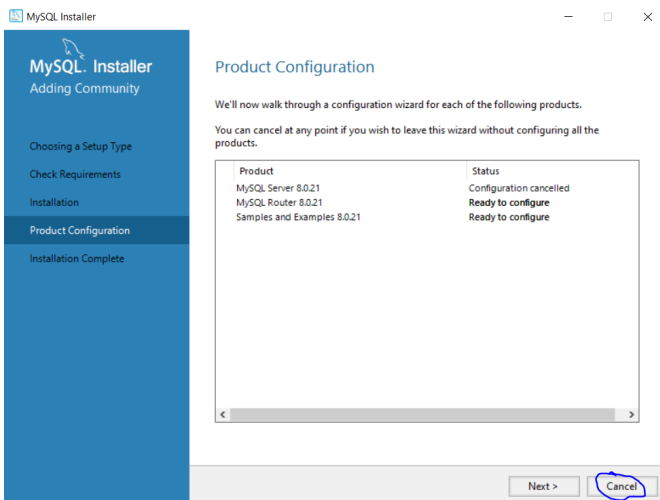 MySQL Installer
MySQL. Installer
Adding Community
Choosing a Setup Type
Check Requirements
Installation
Product Configuration
Installation Complete
Product Configuration
We'll now walk through a configuration wizard for each of the following products.
You can cancel at any point if you wish to leave this wizard without configuring all the
products.
Product Status
MySQL Server 8.0.21 Configuration cancelled
MySQL Router 8.0.21 Ready to configure
Samples and Examples 8.0.21 Ready to configure
Next > Cancel